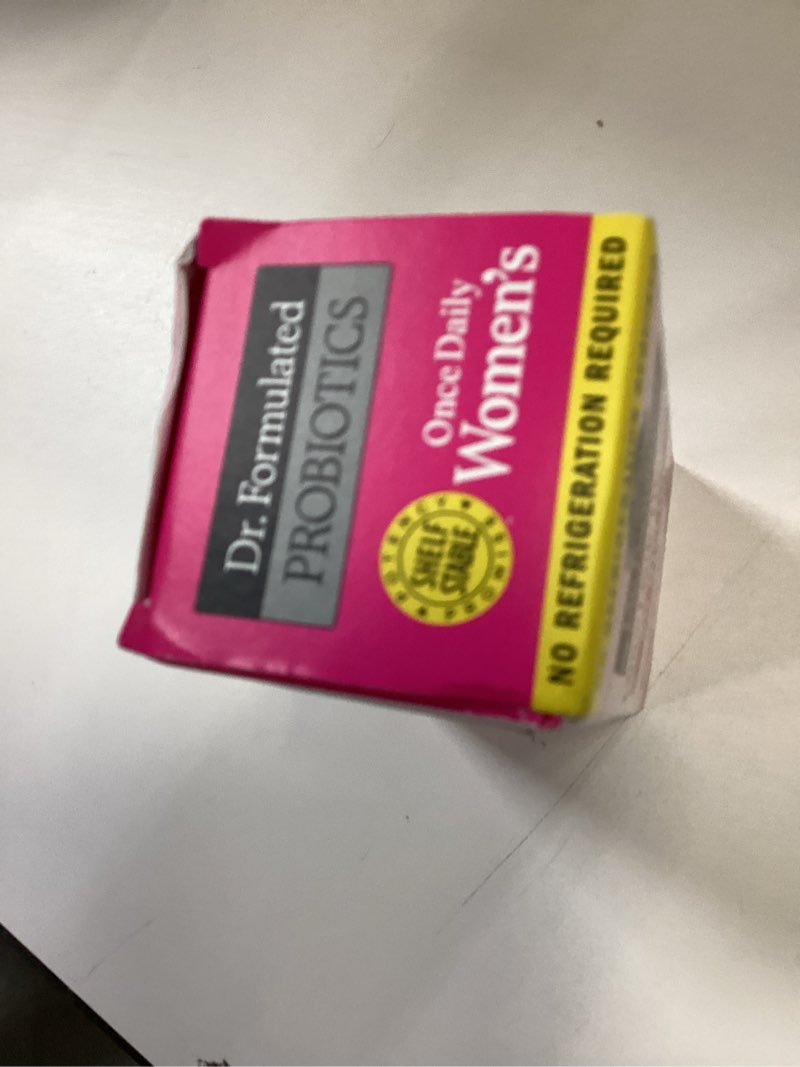 Dr. Formulated
PROBIOTICS
Once Daily
Women's
SHELF
STABLE
NO REFRIGERATION REQUIRED